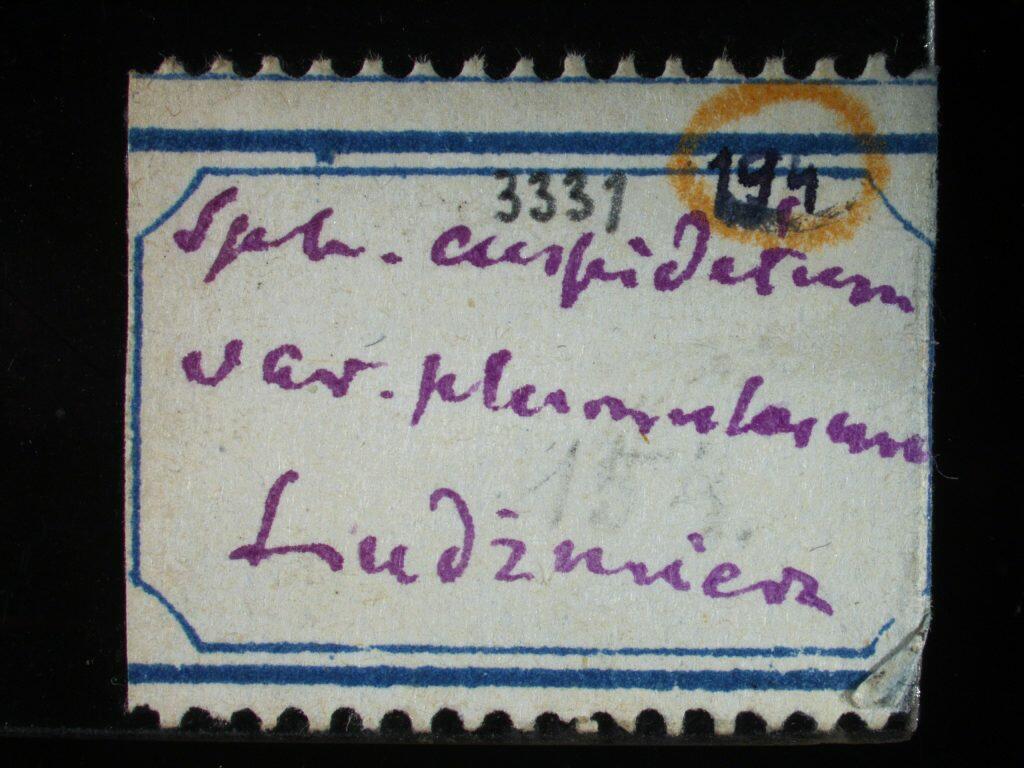 3331 194
Sph. cuspidatum
var. plumulosum
Ludźmierz